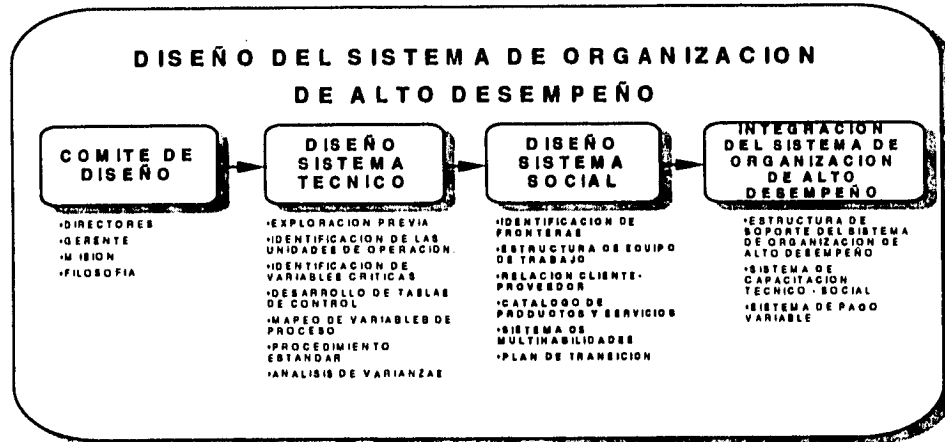 DISEÑO DEL SISTEMA DE ORGANIZACION
DE ALTO DESEMPEÑO
COMITE DE
DISEÑO
•DIRECTORES
•GERENTE
•MISION
•FILOSOFIA
DISEÑO
SISTEMA
TECNICO
•EXPLORACION PREVIA
•IDENTIFICACION DE LAS
UNIDADES DE OPERACION.
•IDENTIFICACION DE
VARIABLES CRITICAS
•DESARROLLO DE TABLAS
DE CONTROL
•MAPEO DE VARIABLES DE
PROCESO
•PROCEDIMIENTO
ESTANDAR
•ANALISIS DE VARIANZAS
DISEÑO
SISTEMA
SOCIAL
•IDENTIFICACION DE
FRONTERAS
•ESTRUCTURA DE EQUIPO
DE TRABAJO
•RELACION CLIENTE-
PROVEEDOR
•CATALOGO DE
PRODUCTOS Y SERVICIOS
•SISTEMA DE
MULTIHABILIDADES
•PLAN DE TRANSICION
INTEGRACION
DEL SISTEMA DE
ORGANIZACION
DE ALTO
DESEMPEÑO
•ESTRUCTURA DE
SOPORTE DEL SISTEMA
DE ORGANIZACION DE
ALTO DESEMPEÑO
•SISTEMA DE
CAPACITACION
TECNICO - SOCIAL
•SISTEMA DE PAGO
VARIABLE